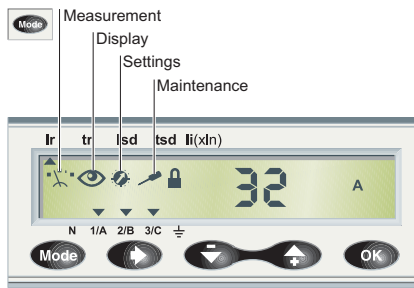 Mode
Measurement
Display
Settings
Maintenance
Ir tr Isd tsd Ii(xIn)
32 A
N 1/A 2/B 3/C
Mode OK